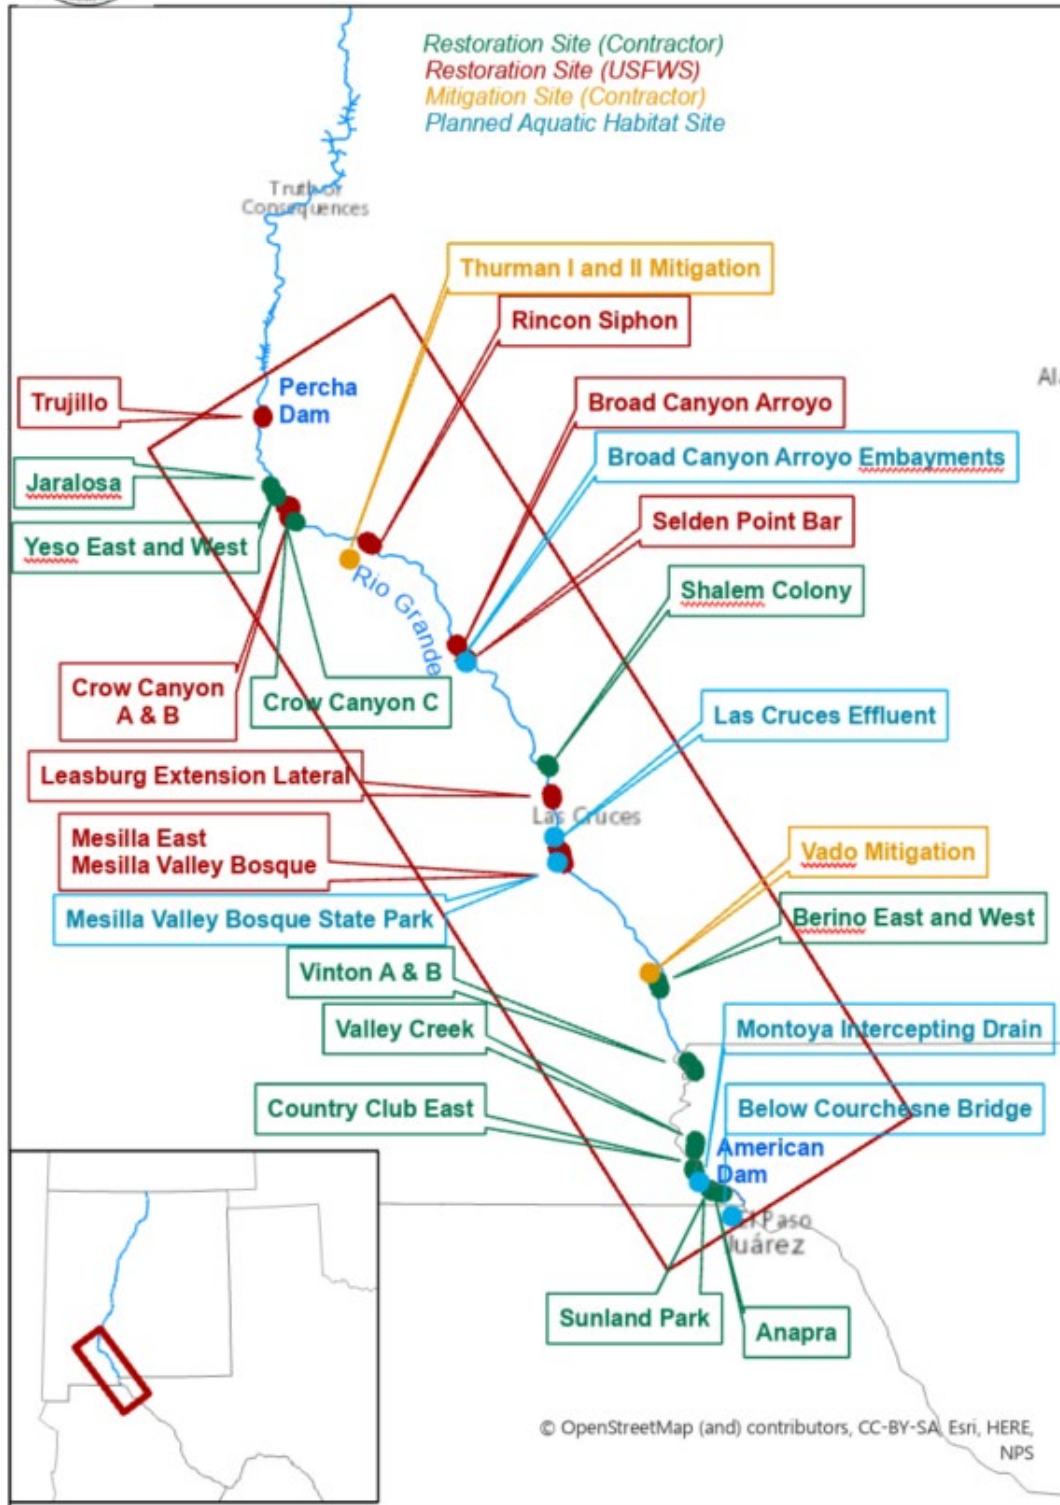 Restoration Site (Contractor)
Restoration Site (USFWS)
Mitigation Site (Contractor)
Planned Aquatic Habitat Site
Truth or
Consequences
Thurman I and II Mitigation
Rincon Siphon
Percha
Dam
Trujillo
Broad Canyon Arroyo
Al
Broad Canyon Arroyo Embayments
Jaralosa
Selden Point Bar
Yeso East and West
Rio Grande
Shalem Colony
Crow Canyon
A & B
Crow Canyon C
Las Cruces Effluent
Leasburg Extension Lateral
Las Cruces
Mesilla East
Mesilla Valley Bosque
Vado Mitigation
Mesilla Valley Bosque State Park
Berino East and West
Vinton A & B
Valley Creek
Montoya Intercepting Drain
Country Club East
Below Courchesne Bridge
American
Dam
El Paso
Juárez
Sunland Park
Anapra
© OpenStreetMap (and) contributors, CC-BY-SA, Esri, HERE,
NPS